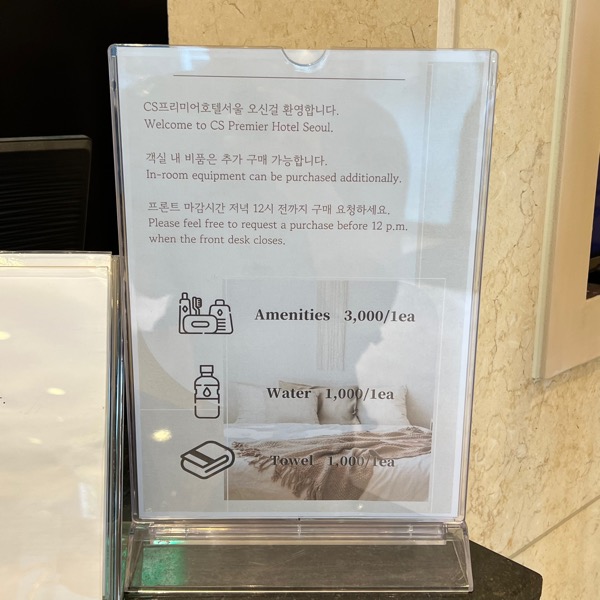 CS프리미어호텔서울 오신걸 환영합니다.
Welcome to CS Premier Hotel Seoul.
객실 내 비품은 추가 구매 가능합니다.
In-room equipment can be purchased additionally.
프론트 마감시간 저녁 12시 전까지 구매 요청하세요.
Please feel free to request a purchase before 12 p.m.
when the front desk closes.
Amenities 3,000/1ea
Water 1,000/1ea
Towel 1,000/1ea